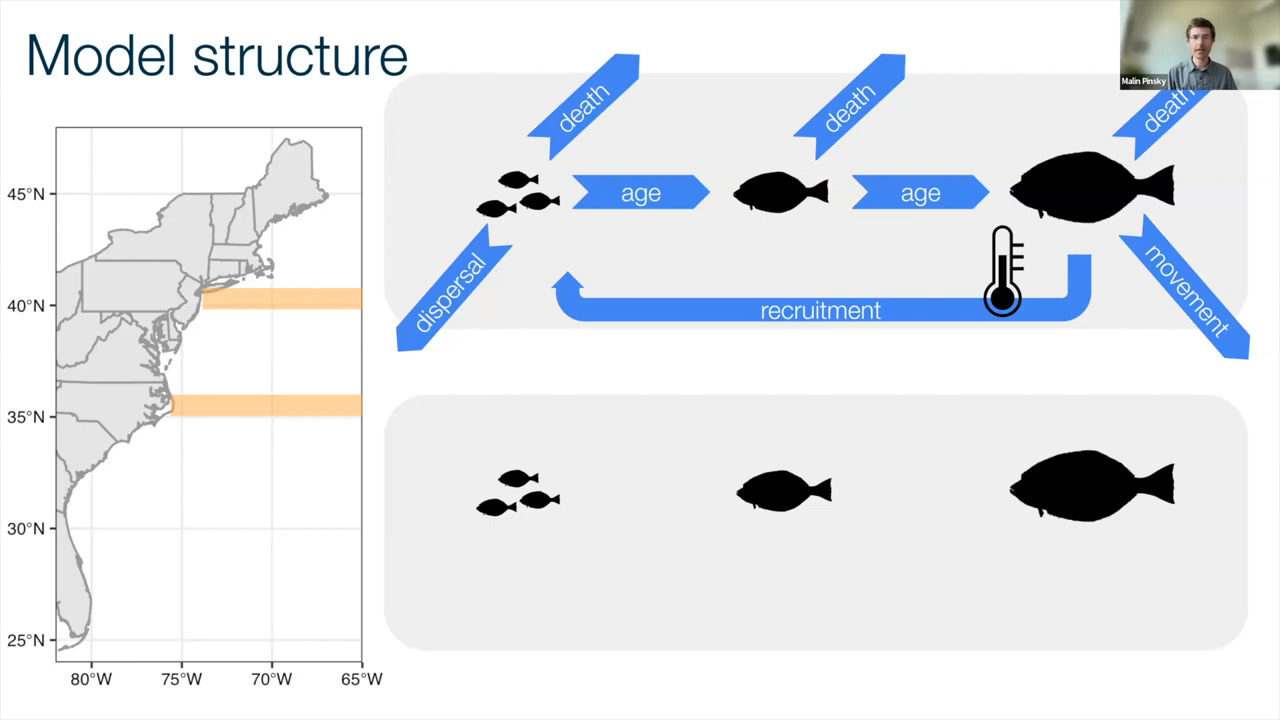 Model structure
Malin Pinsky
death
death
death
age
age
dispersal
recruitment
movement
45°N
40°N
35°N
30°N
25°N
80°W
75°W
70°W
65°W